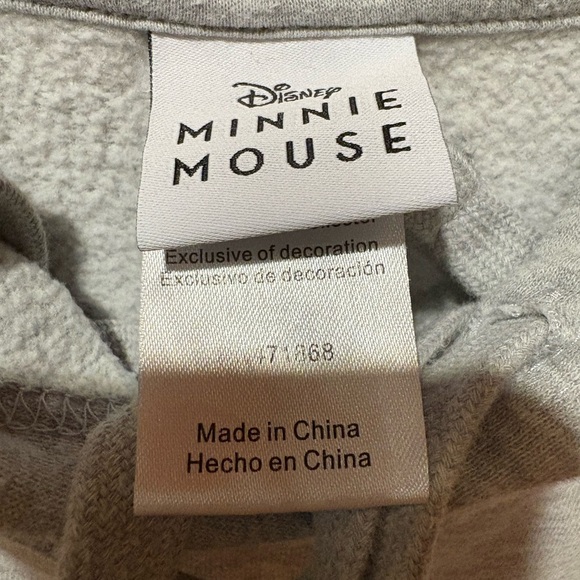 Disney
MINNIE
MOUSE
Exclusive of decoration
Exclusivo de decoración
Made in China
Hecho en China